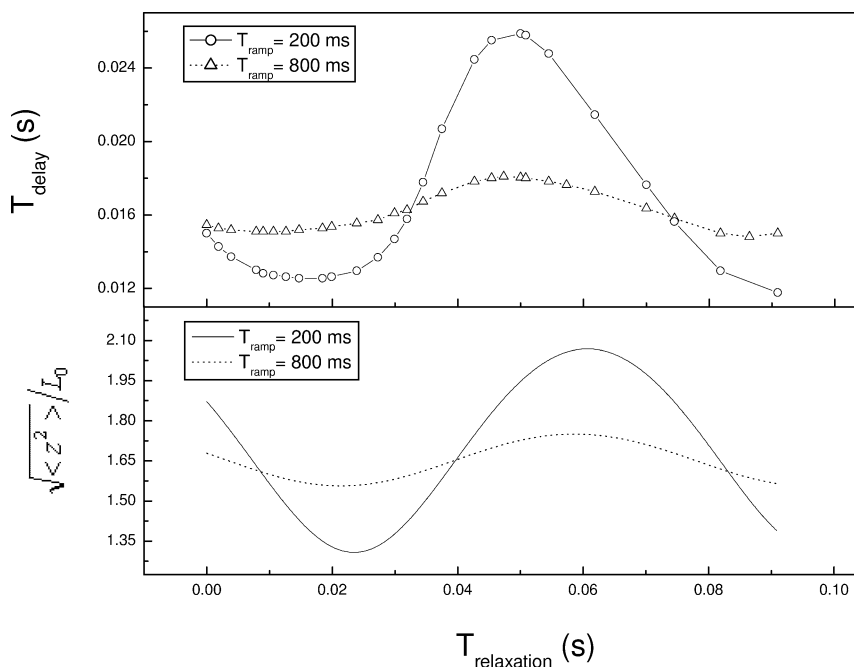 T_ramp = 200 ms
T_ramp = 800 ms
T_delay (s)
0.024
0.020
0.016
0.012
T_ramp = 200 ms
T_ramp = 800 ms
√<z²>/L₀
2.10
1.95
1.80
1.65
1.50
1.35
0.00 0.02 0.04 0.06 0.08 0.10
T_relaxation (s)